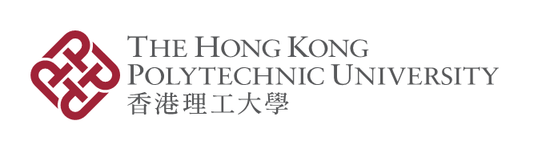 The Hong Kong
Polytechnic University
香港理工大學